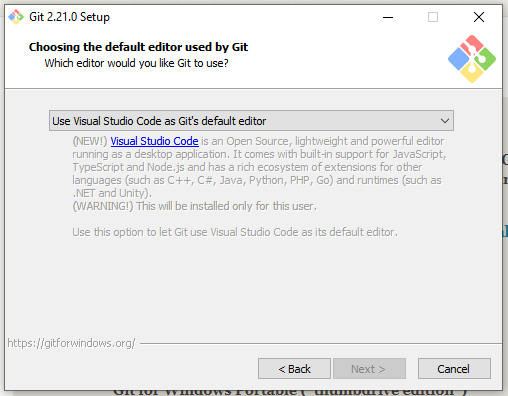 Git 2.21.0 Setup
Choosing the default editor used by Git
Which editor would you like Git to use?
Use Visual Studio Code as Git's default editor
(NEW!) Visual Studio Code is an Open Source, lightweight and powerful editor
running as a desktop application. It comes with built-in support for JavaScript,
TypeScript and Node.js and has a rich ecosystem of extensions for other
languages (such as C++, C#, Java, Python, PHP, Go) and runtimes (such as
.NET and Unity).
(WARNING!) This will be installed only for this user.
Use this option to let Git use Visual Studio Code as its default editor.
https://gitforwindows.org/
< Back
Next >
Cancel
Git for Windows Portable ("thumbdrive edition")